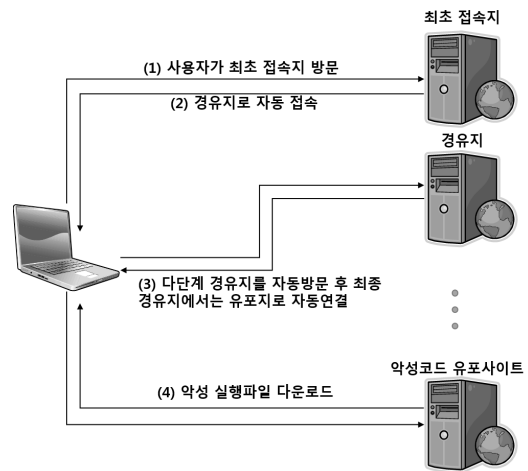 최초 접속지
(1) 사용자가 최초 접속지 방문
(2) 경유지로 자동 접속
경유지
(3) 다단계 경유지를 자동방문 후 최종
경유지에서는 유포지로 자동연결
악성코드 유포사이트
(4) 악성 실행파일 다운로드